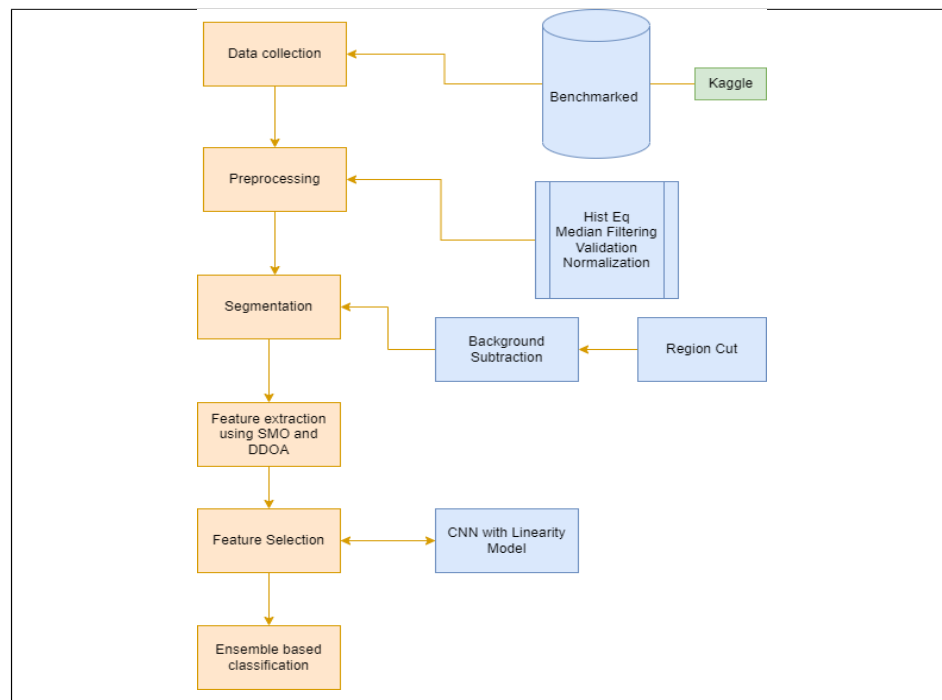 Data collection
Benchmarked
Kaggle
Preprocessing
Hist Eq
Median Filtering
Validation
Normalization
Segmentation
Background
Subtraction
Region Cut
Feature extraction
using SMO and
DDOA
Feature Selection
CNN with Linearity
Model
Ensemble based
classification